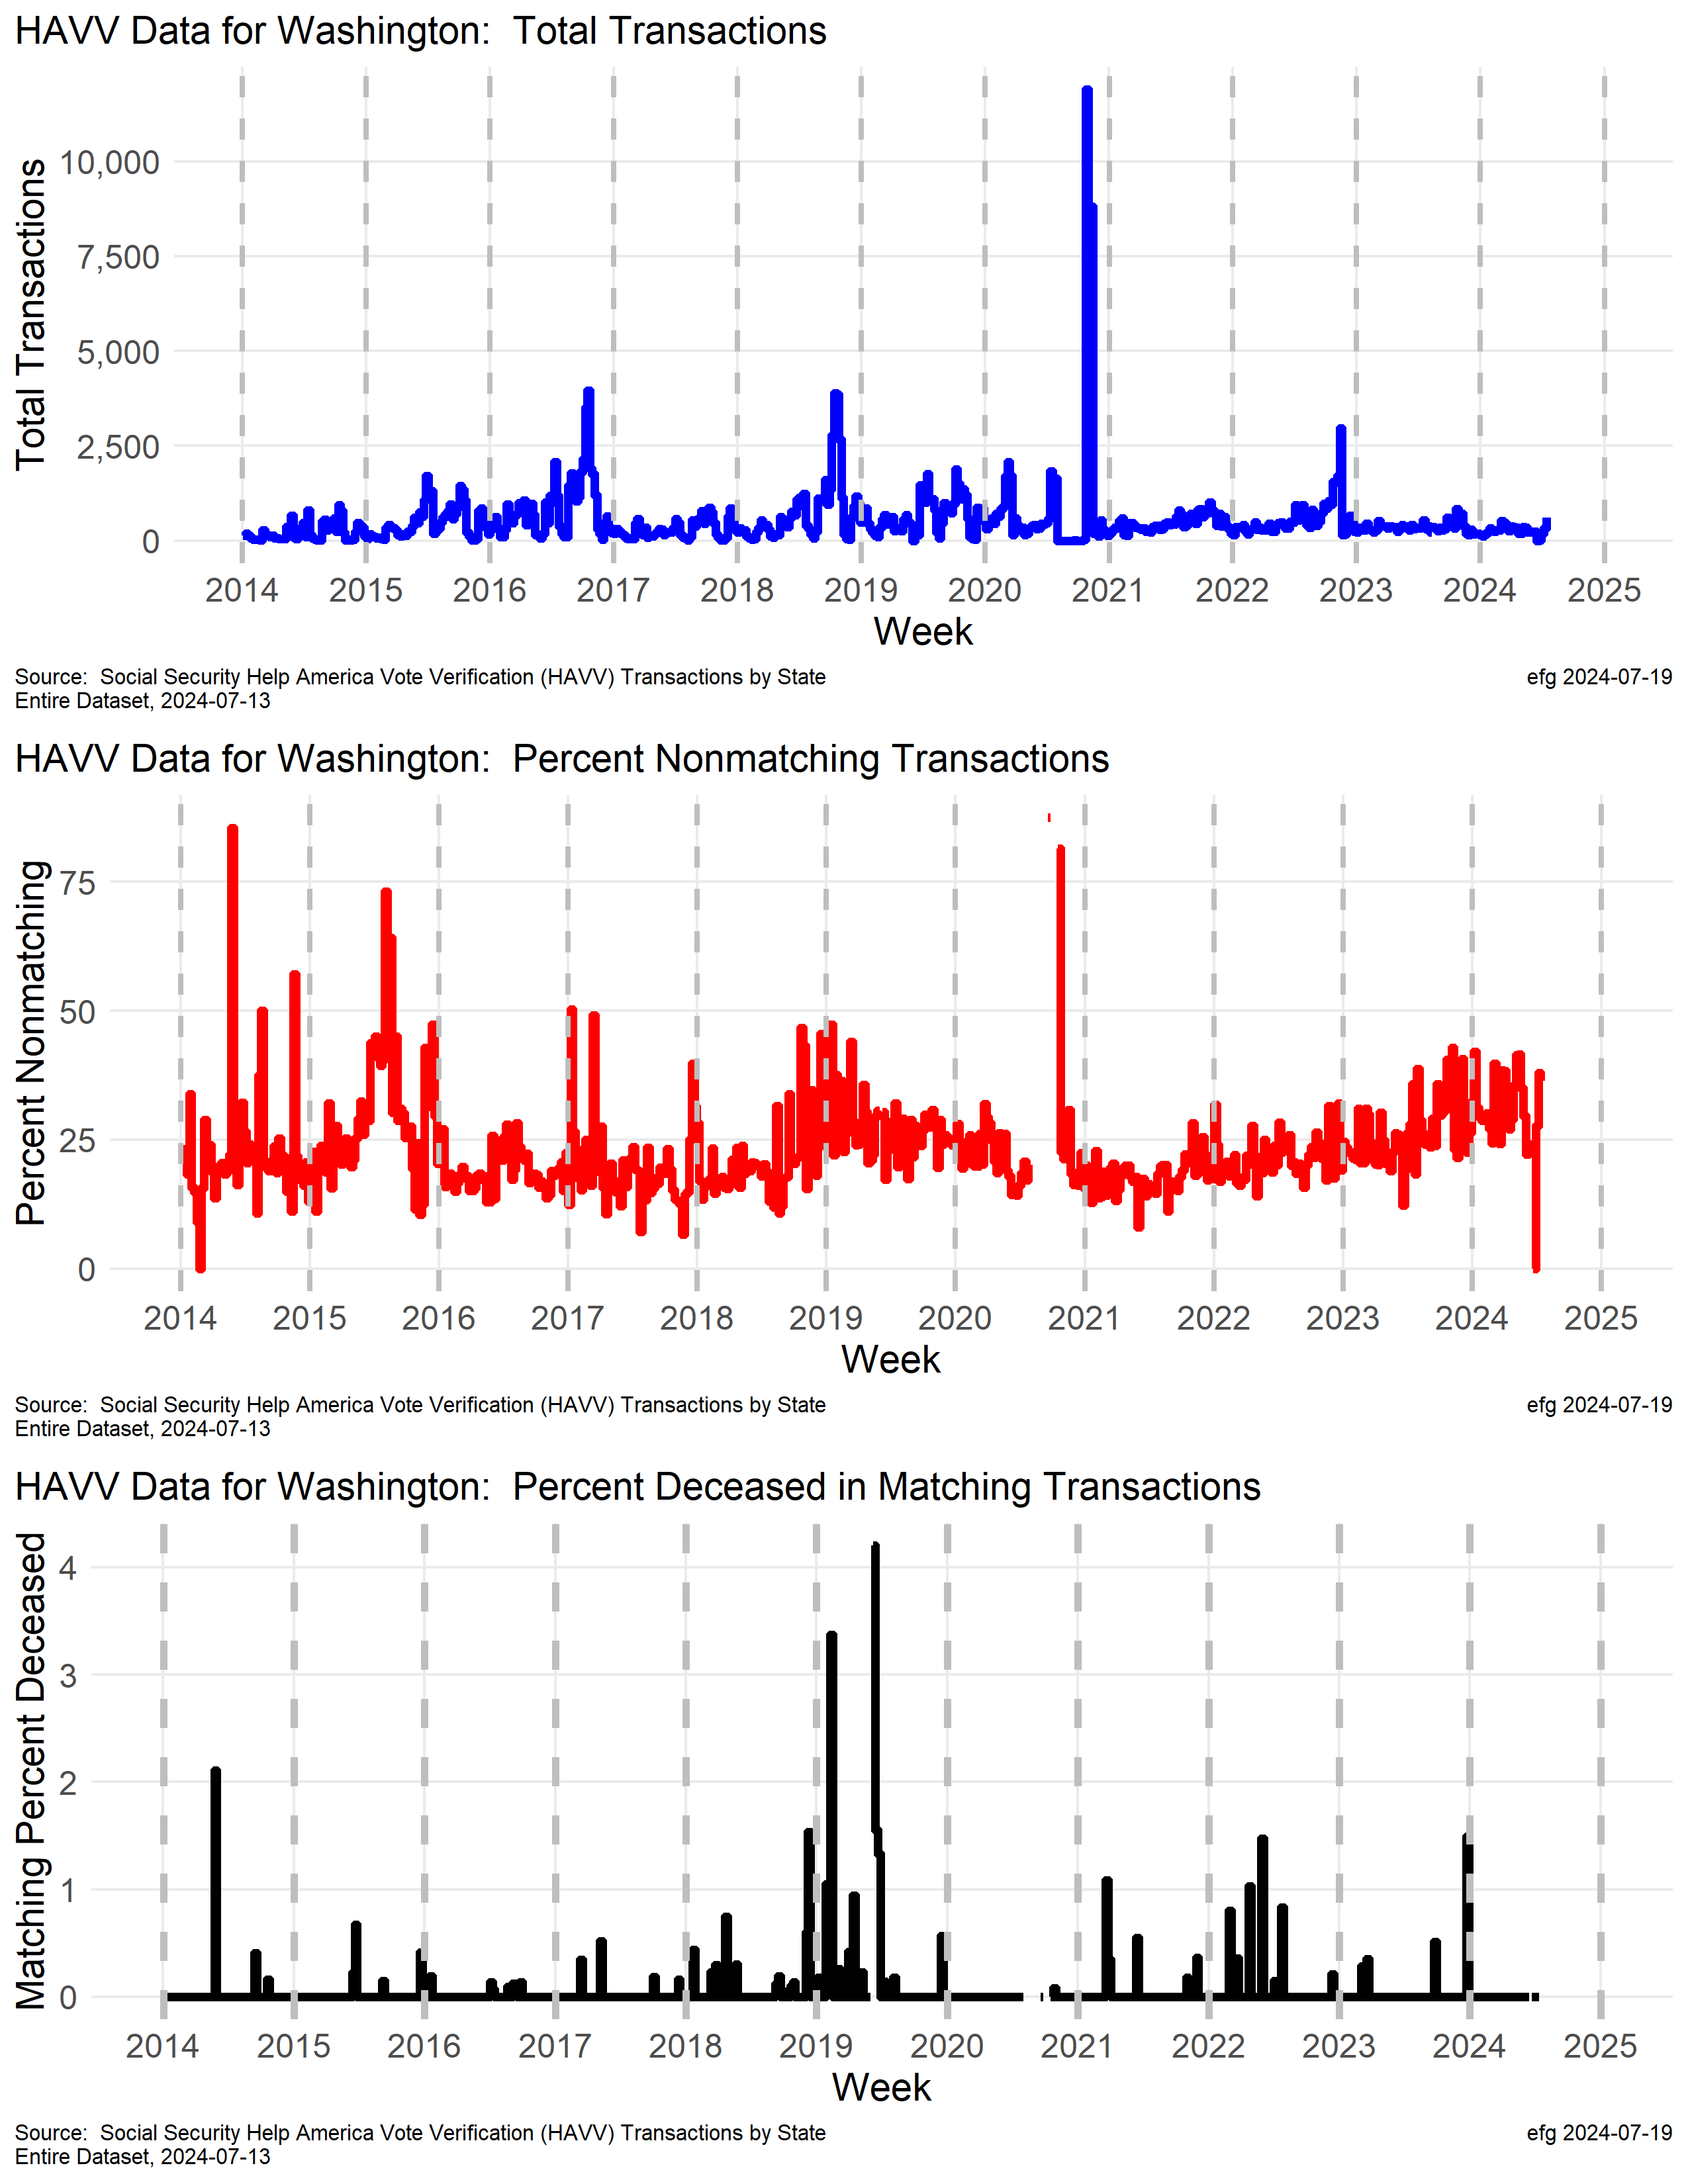 HAVV Data for Washington:  Total Transactions
Total Transactions
10,000
7,500
5,000
2,500
0
2014 2015 2016 2017 2018 2019 2020 2021 2022 2023 2024 2025
Week
Source:  Social Security Help America Vote Verification (HAVV) Transactions by State efg 2024-07-19
Entire Dataset, 2024-07-13
HAVV Data for Washington:  Percent Nonmatching Transactions
Percent Nonmatching
75
50
25
0
2014 2015 2016 2017 2018 2019 2020 2021 2022 2023 2024 2025
Week
Source:  Social Security Help America Vote Verification (HAVV) Transactions by State efg 2024-07-19
Entire Dataset, 2024-07-13
HAVV Data for Washington:  Percent Deceased in Matching Transactions
Matching Percent Deceased
4
3
2
1
0
2014 2015 2016 2017 2018 2019 2020 2021 2022 2023 2024 2025
Week
Source:  Social Security Help America Vote Verification (HAVV) Transactions by State efg 2024-07-19
Entire Dataset, 2024-07-13